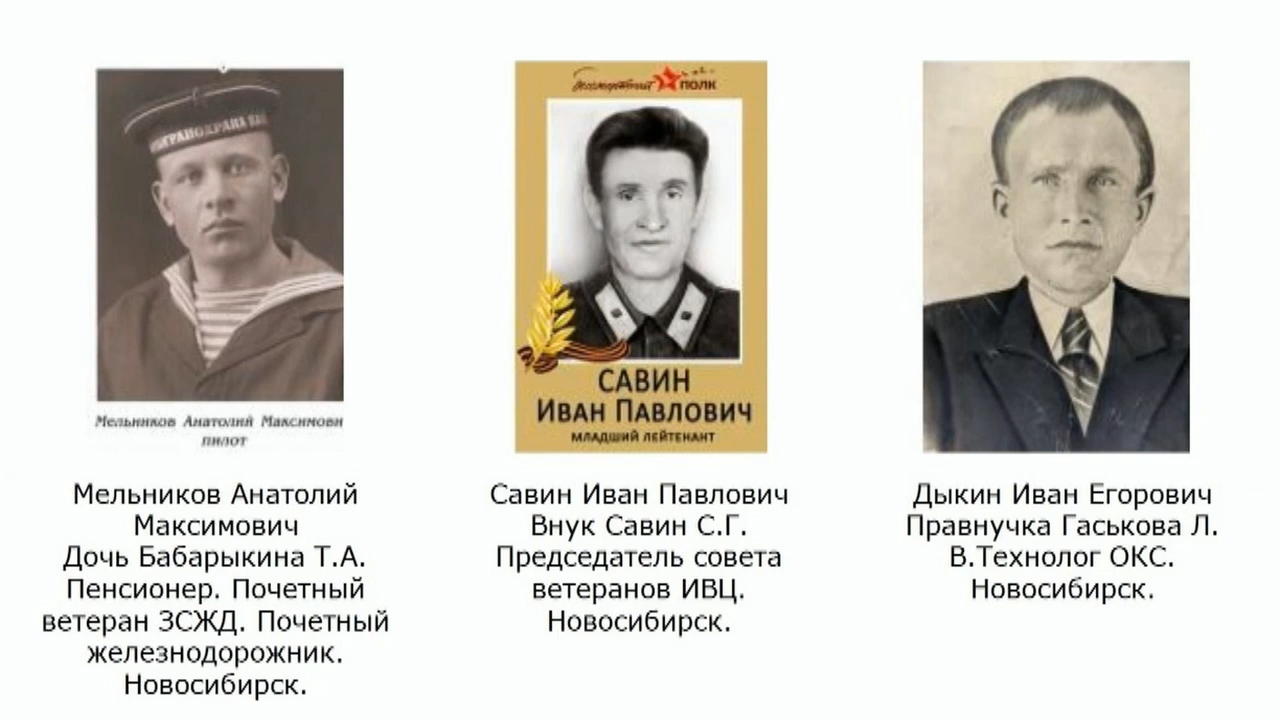 ГРАНОХРАНА
Мельников Анатолий Максимови
пилот
Мельников Анатолий
Максимович
Дочь Бабарыкина Т.А.
Пенсионер. Почетный
ветеран ЗСЖД. Почетный
железнодорожник.
Новосибирск.
Бессмертный ПОЛК
САВИН
ИВАН ПАВЛОВИЧ
МЛАДШИЙ ЛЕЙТЕНАНТ
Савин Иван Павлович
Внук Савин С.Г.
Председатель совета
ветеранов ИВЦ.
Новосибирск.
Дыкин Иван Егорович
Правнучка Гаськова Л.
В.Технолог ОКС.
Новосибирск.